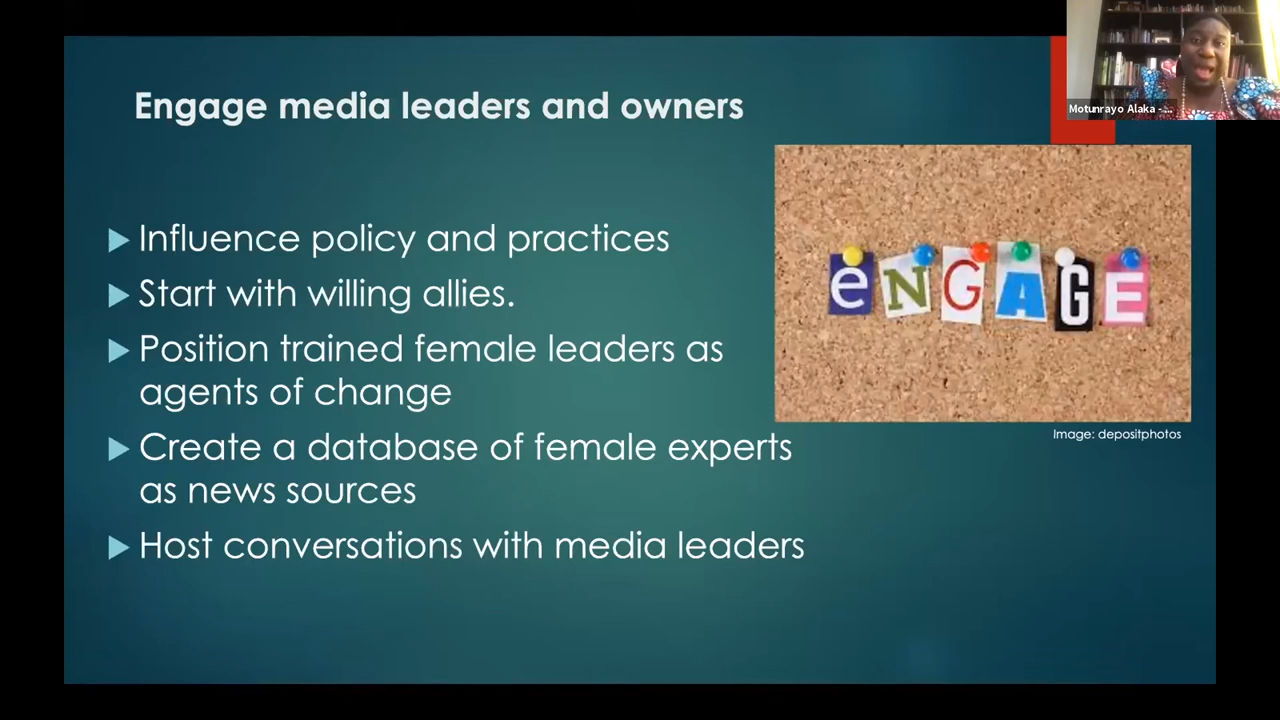 Engage media leaders and owners
Motunrayo Alaka - ...
▶ Influence policy and practices
▶ Start with willing allies.
▶ Position trained female leaders as
agents of change
▶ Create a database of female experts
as news sources
▶ Host conversations with media leaders
eNGAGE
Image: depositphotos